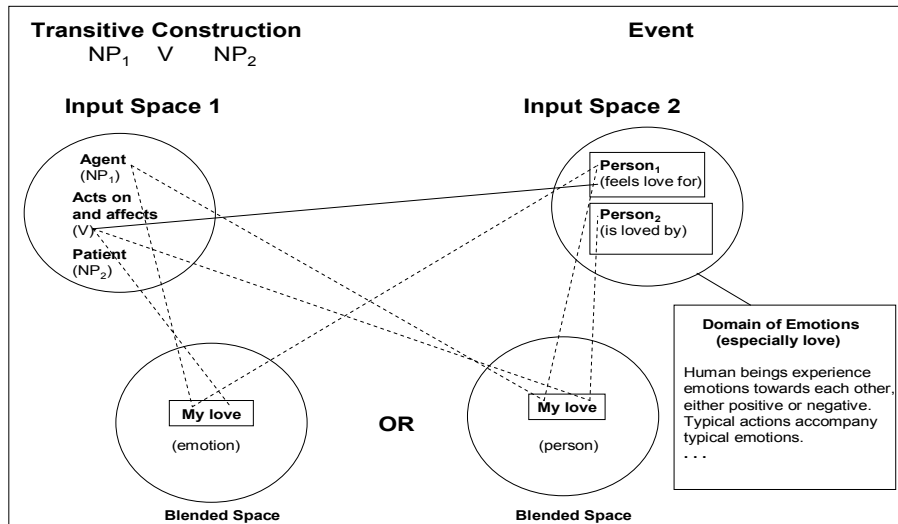 Transitive Construction
NP₁ V NP₂
Event
Input Space 1
Input Space 2
Agent
(NP₁)
Acts on
and affects
(V)
Patient
(NP₂)
Person₁
(feels love for)
Person₂
(is loved by)
Domain of Emotions
(especially love)
Human beings experience
emotions towards each other,
either positive or negative.
Typical actions accompany
typical emotions.
. . .
My love
(emotion)
OR
My love
(person)
Blended Space
Blended Space